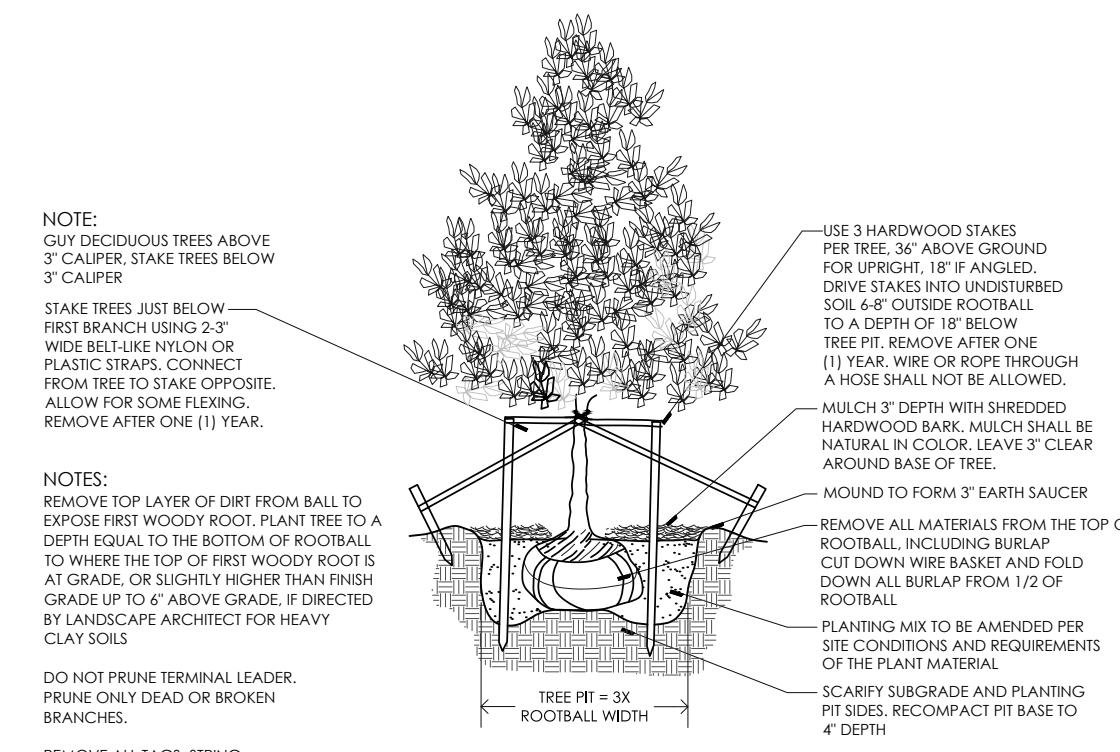 NOTE:
GUY DECIDUOUS TREES ABOVE
3" CALIPER, STAKE TREES BELOW
3" CALIPER
STAKE TREES JUST BELOW
FIRST BRANCH USING 2-3"
WIDE BELT-LIKE NYLON OR
PLASTIC STRAPS. CONNECT
FROM TREE TO STAKE OPPOSITE.
ALLOW FOR SOME FLEXING.
REMOVE AFTER ONE (1) YEAR.
NOTES:
REMOVE TOP LAYER OF DIRT FROM BALL TO
EXPOSE FIRST WOODY ROOT. PLANT TREE TO A
DEPTH EQUAL TO THE BOTTOM OF ROOTBALL
TO WHERE THE TOP OF FIRST WOODY ROOT IS
AT GRADE, OR SLIGHTLY HIGHER THAN FINISH
GRADE UP TO 6" ABOVE GRADE, IF DIRECTED
BY LANDSCAPE ARCHITECT FOR HEAVY
CLAY SOILS
DO NOT PRUNE TERMINAL LEADER.
PRUNE ONLY DEAD OR BROKEN
BRANCHES.
REMOVE ALL TAGS, STRING,
USE 3 HARDWOOD STAKES
PER TREE, 36" ABOVE GROUND
FOR UPRIGHT, 18" IF ANGLED.
DRIVE STAKES INTO UNDISTURBED
SOIL 6-8" OUTSIDE ROOTBALL
TO A DEPTH OF 18" BELOW
TREE PIT. REMOVE AFTER ONE
(1) YEAR. WIRE OR ROPE THROUGH
A HOSE SHALL NOT BE ALLOWED.
MULCH 3" DEPTH WITH SHREDDED
HARDWOOD BARK. MULCH SHALL BE
NATURAL IN COLOR. LEAVE 3" CLEAR
AROUND BASE OF TREE.
MOUND TO FORM 3" EARTH SAUCER
REMOVE ALL MATERIALS FROM THE TOP
ROOTBALL, INCLUDING BURLAP
CUT DOWN WIRE BASKET AND FOLD
DOWN ALL BURLAP FROM 1/2 OF
ROOTBALL
PLANTING MIX TO BE AMENDED PER
SITE CONDITIONS AND REQUIREMENTS
OF THE PLANT MATERIAL
SCARIFY SUBGRADE AND PLANTING
PIT SIDES. RECOMPACT PIT BASE TO
4" DEPTH
TREE PIT = 3X
ROOTBALL WIDTH